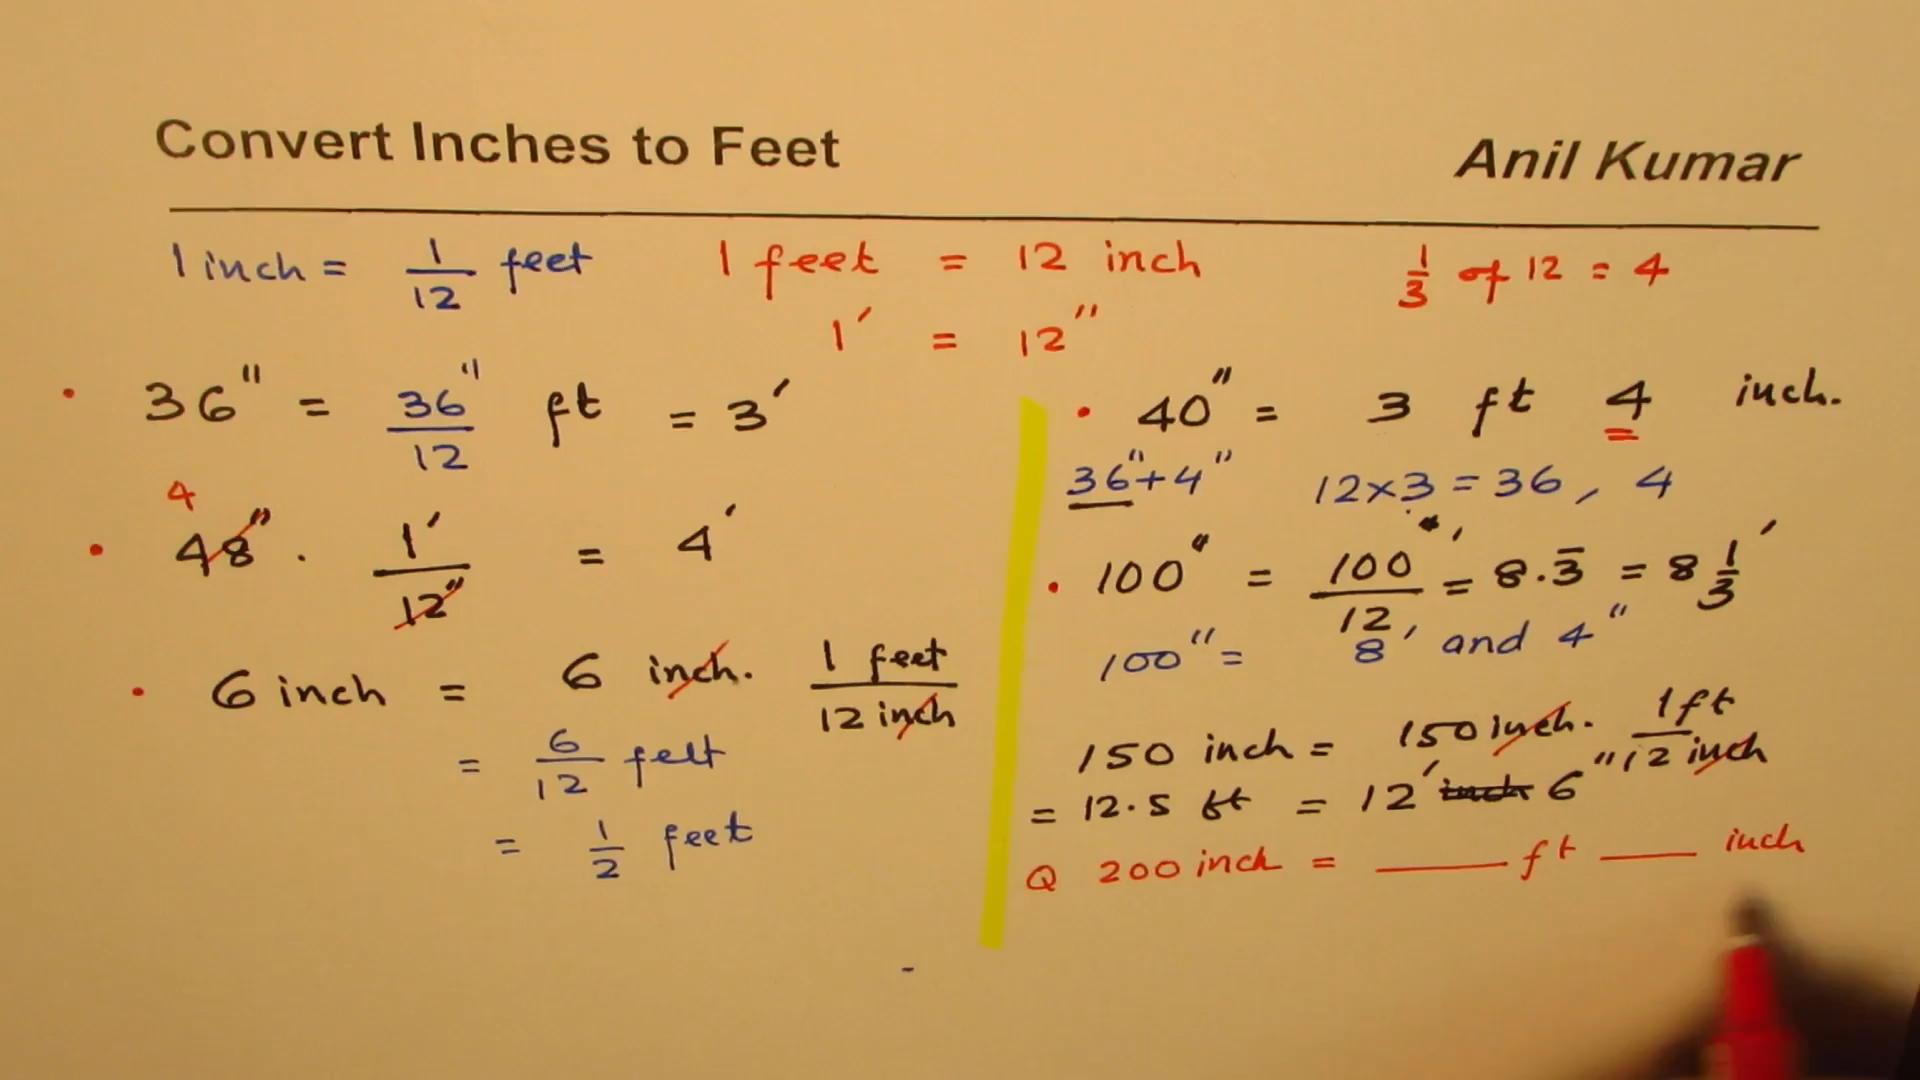 Convert Inches to Feet
Anil Kumar
1 inch = 1/12 feet
1 feet = 12 inch
1' = 12"
1/3 of 12 = 4
• 36" = 36"/12 ft = 3'
4
• 48" . 1'/12" = 4'
• 6 inch = 6 inch. 1 feet/12 inch
= 6/12 feet
= 1/2 feet
• 40" = 3 ft 4 inch.
36"+4" 12×3=36, 4
• 100" = 100'/12 = 8.3̄ = 8 1/3'
100" = 8' and 4"
150 inch = 150 inch. 1ft/12 inch
= 12.5 ft = 12' inch 6"
Q 200 inch = ____ ft ____ inch